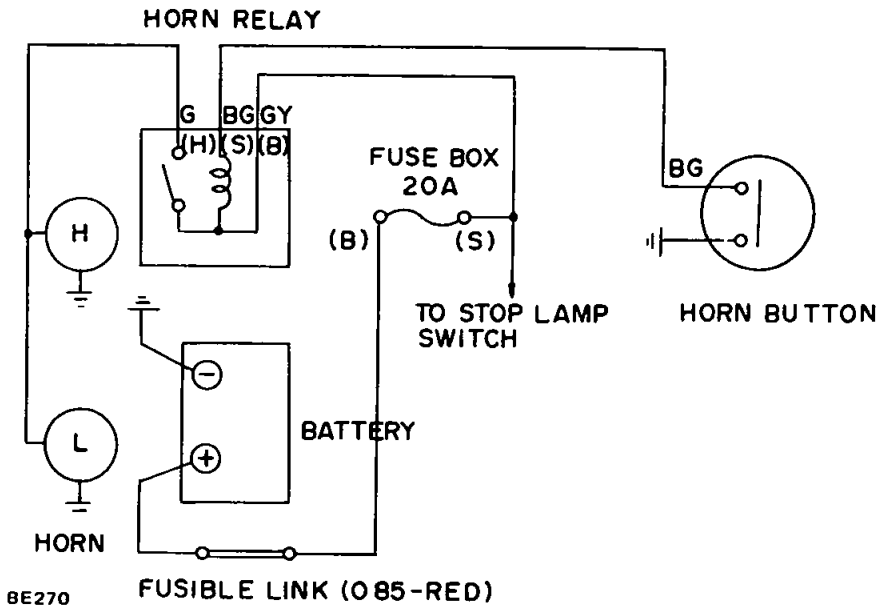 HORN RELAY
G BG GY
(H) (S) (B)
FUSE BOX
20A
(B) (S)
BG
H
TO STOP LAMP
SWITCH
HORN BUTTON
−
BATTERY
L
+
HORN
BE270
FUSIBLE LINK (0 85-RED)